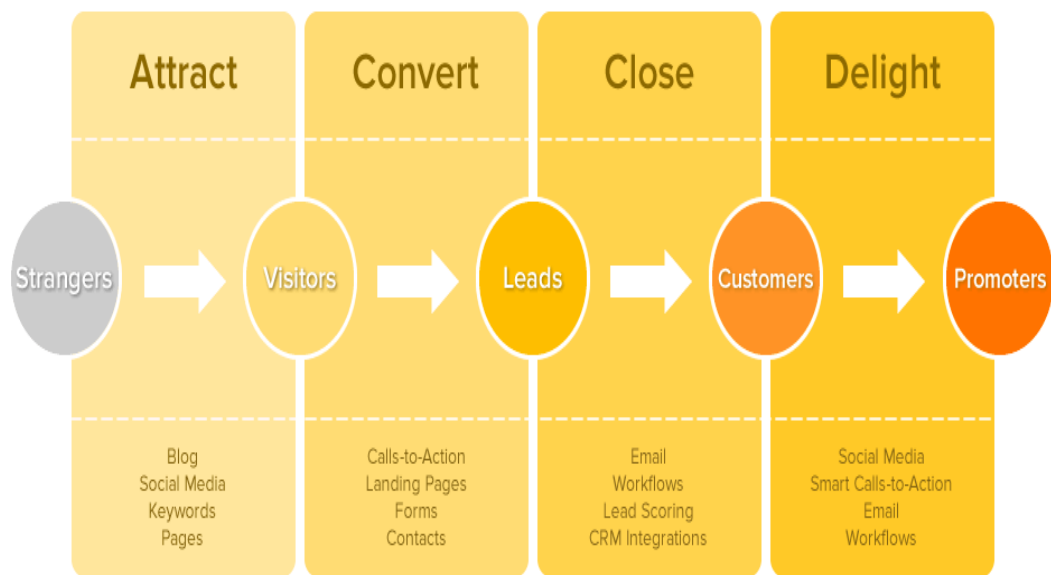 Attract
Convert
Close
Delight
Strangers
Visitors
Leads
Customers
Promoters
Blog
Social Media
Keywords
Pages
Calls-to-Action
Landing Pages
Forms
Contacts
Email
Workflows
Lead Scoring
CRM Integrations
Social Media
Smart Calls-to-Action
Email
Workflows